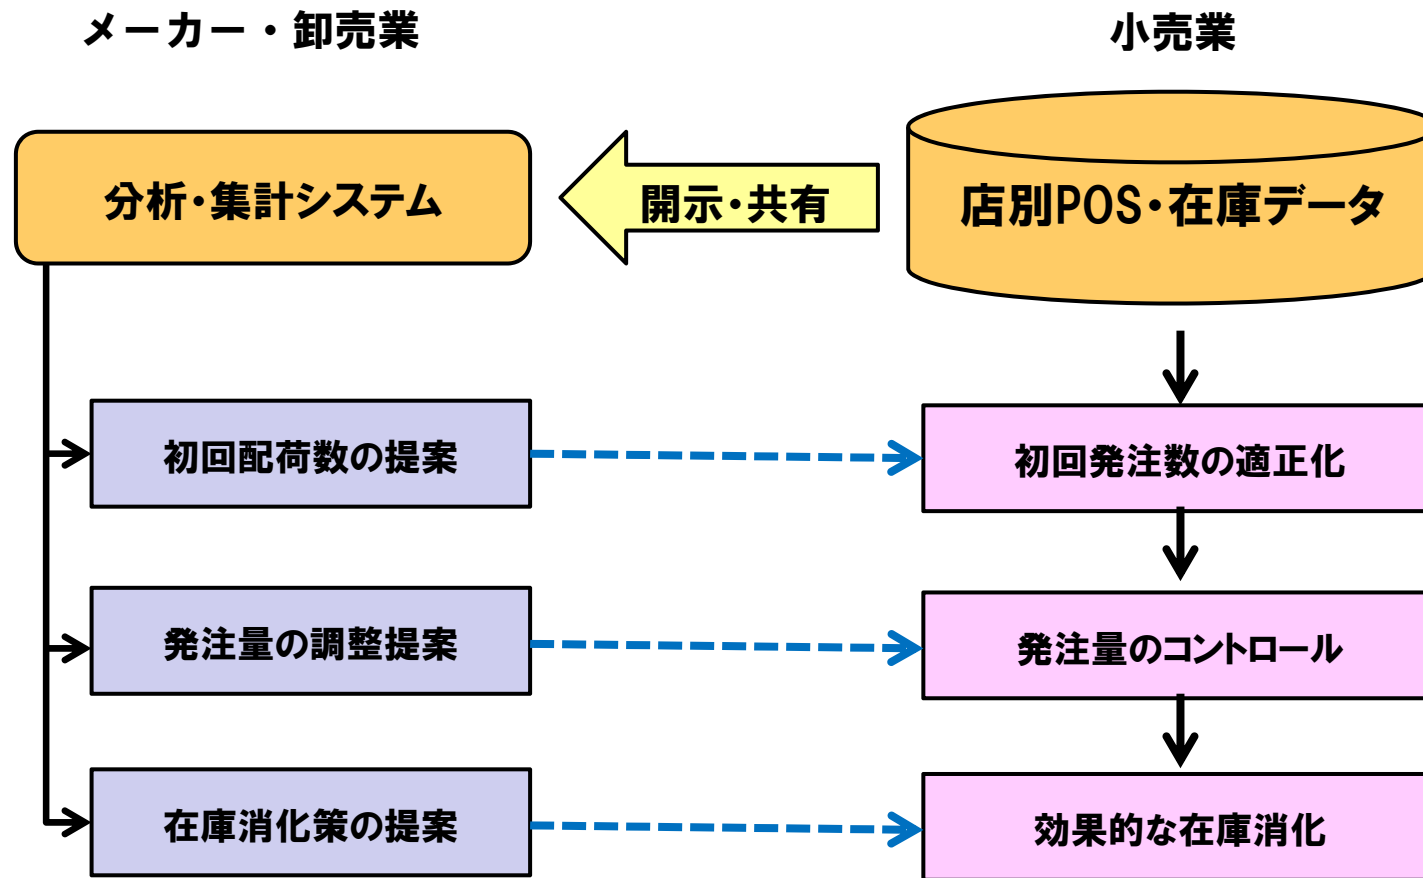 メーカー・卸売業
小売業
分析・集計システム
開示・共有
店別POS・在庫データ
初回配荷数の提案
初回発注数の適正化
発注量の調整提案
発注量のコントロール
在庫消化策の提案
効果的な在庫消化